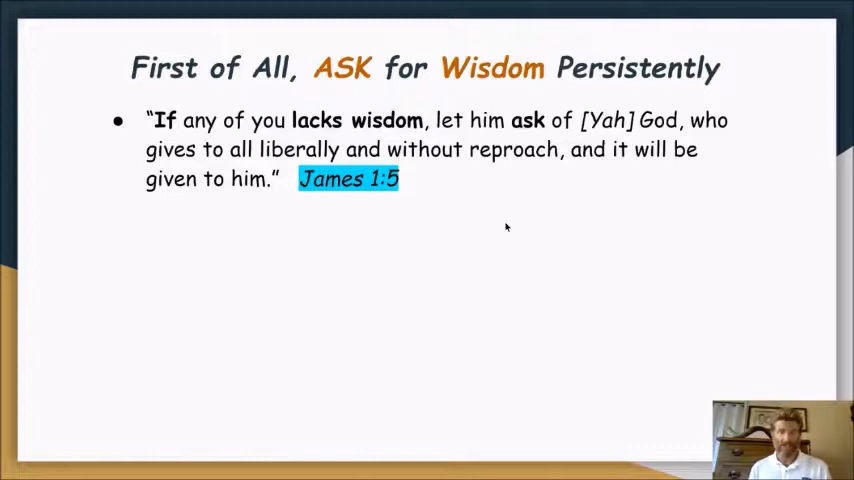 First of All, ASK for Wisdom Persistently
● “If any of you lacks wisdom, let him ask of [Yah] God, who
gives to all liberally and without reproach, and it will be
given to him.” James 1:5